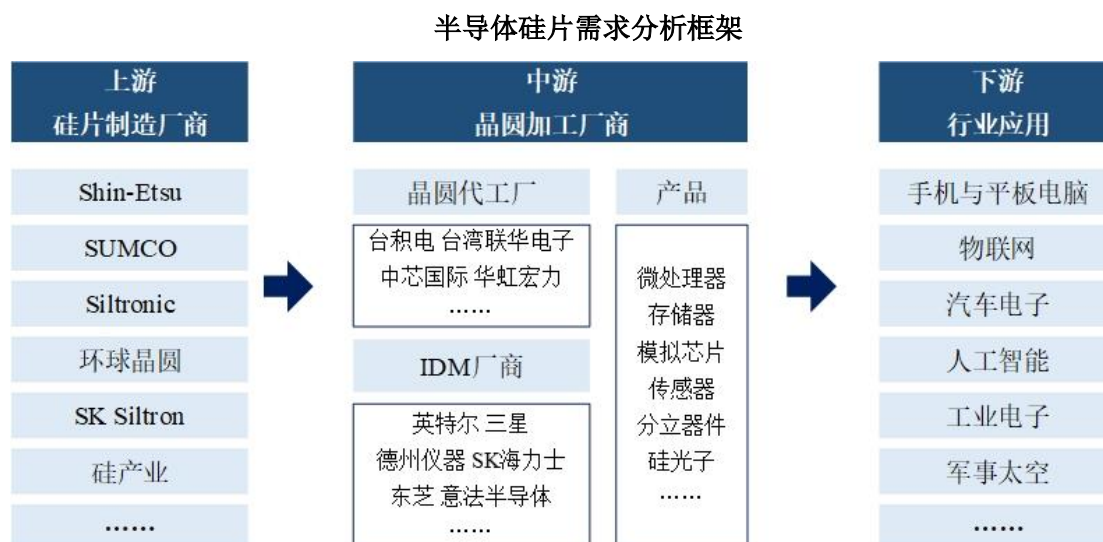 半导体硅片需求分析框架
上游
硅片制造厂商
Shin-Etsu
SUMCO
Siltronic
环球晶圆
SK Siltron
硅产业
……
中游
晶圆加工厂商
晶圆代工厂
台积电 台湾联华电子
中芯国际 华虹宏力
……
IDM厂商
英特尔 三星
德州仪器 SK海力士
东芝 意法半导体
……
产品
微处理器
存储器
模拟芯片
传感器
分立器件
硅光子
……
下游
行业应用
手机与平板电脑
物联网
汽车电子
人工智能
工业电子
军事太空
……